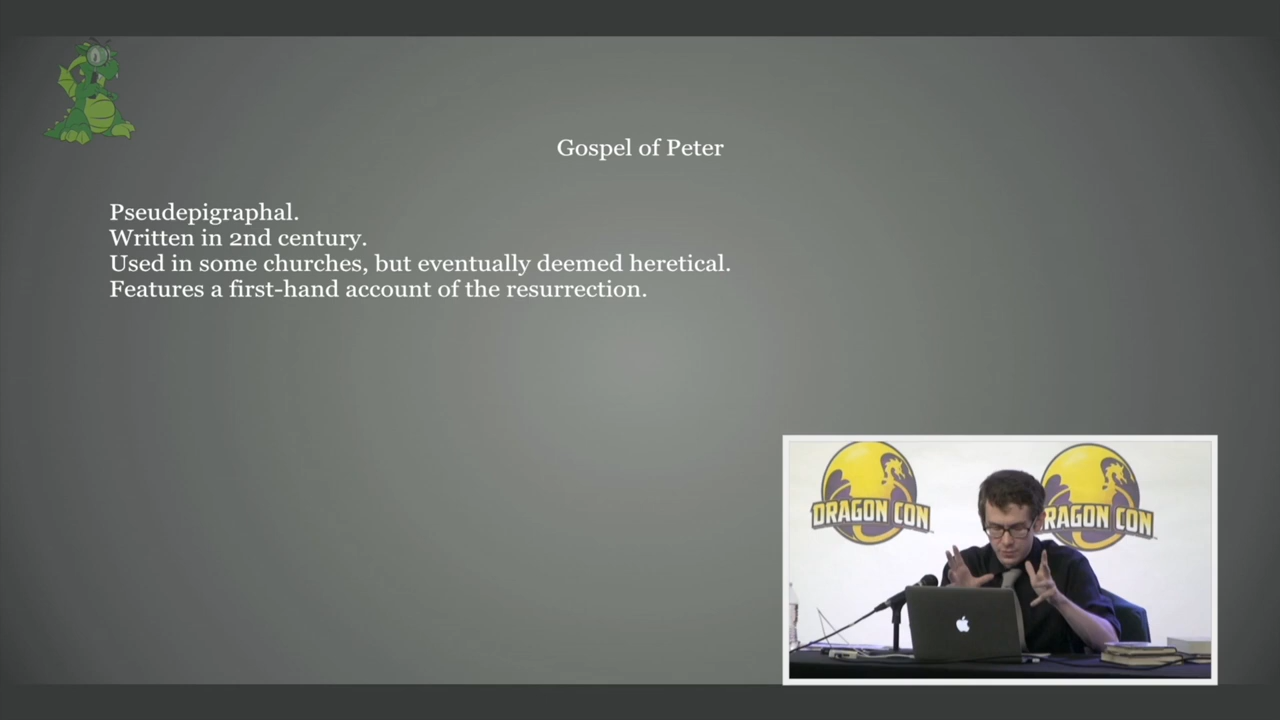 Gospel of Peter
Pseudepigraphal.
Written in 2nd century.
Used in some churches, but eventually deemed heretical.
Features a first-hand account of the resurrection.
DRAGON CON
RAGON CON